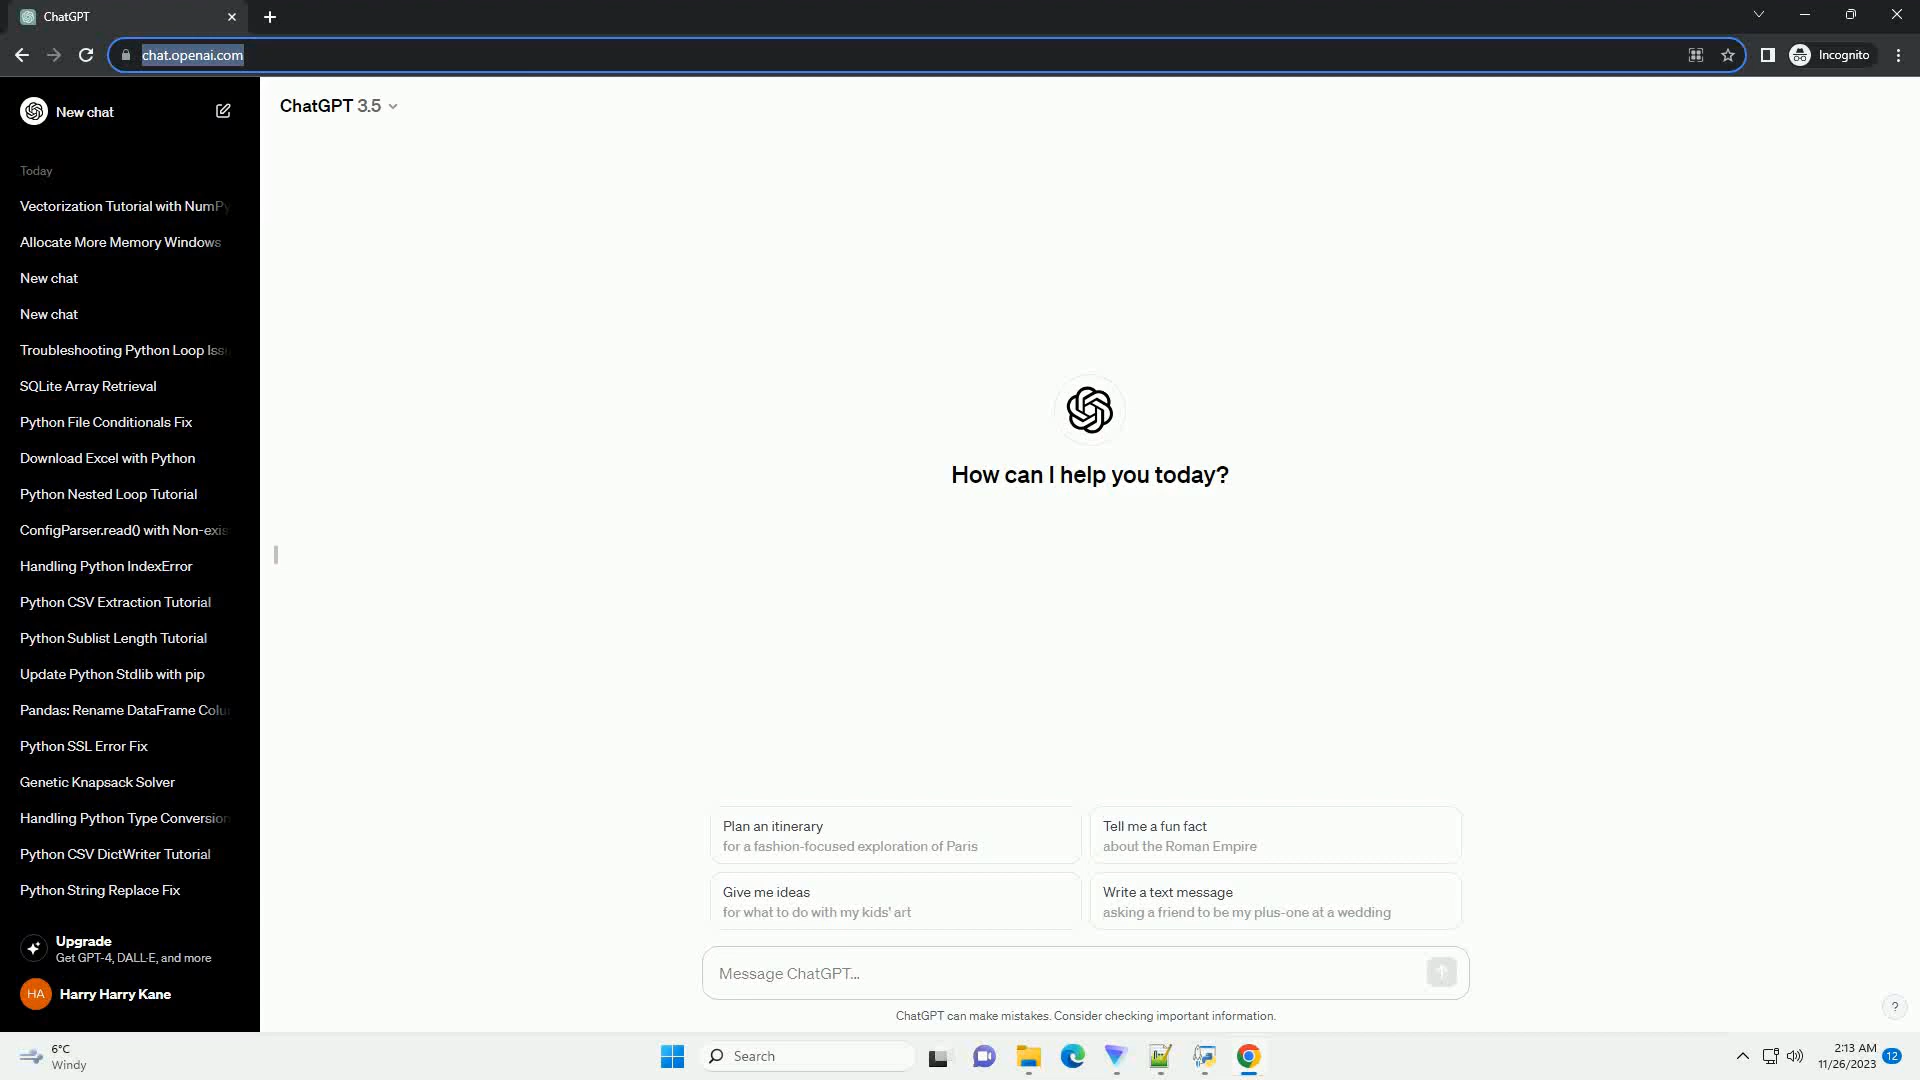 ChatGPT
chat.openai.com
Incognito
New chat
ChatGPT 3.5
Today
Vectorization Tutorial with NumPy
Allocate More Memory Windows
New chat
New chat
Troubleshooting Python Loop Iss
SQLite Array Retrieval
Python File Conditionals Fix
Download Excel with Python
Python Nested Loop Tutorial
ConfigParser.read() with Non-exis
Handling Python IndexError
Python CSV Extraction Tutorial
Python Sublist Length Tutorial
Update Python Stdlib with pip
Pandas: Rename DataFrame Colu
Python SSL Error Fix
Genetic Knapsack Solver
Handling Python Type Conversion
Python CSV DictWriter Tutorial
Python String Replace Fix
Upgrade
Get GPT-4, DALL·E, and more
HA Harry Harry Kane
How can I help you today?
Plan an itinerary
for a fashion-focused exploration of Paris
Tell me a fun fact
about the Roman Empire
Give me ideas
for what to do with my kids' art
Write a text message
asking a friend to be my plus-one at a wedding
Message ChatGPT...
ChatGPT can make mistakes. Consider checking important information.
?
6°C
Windy
Search
2:13 AM
11/26/2023
12